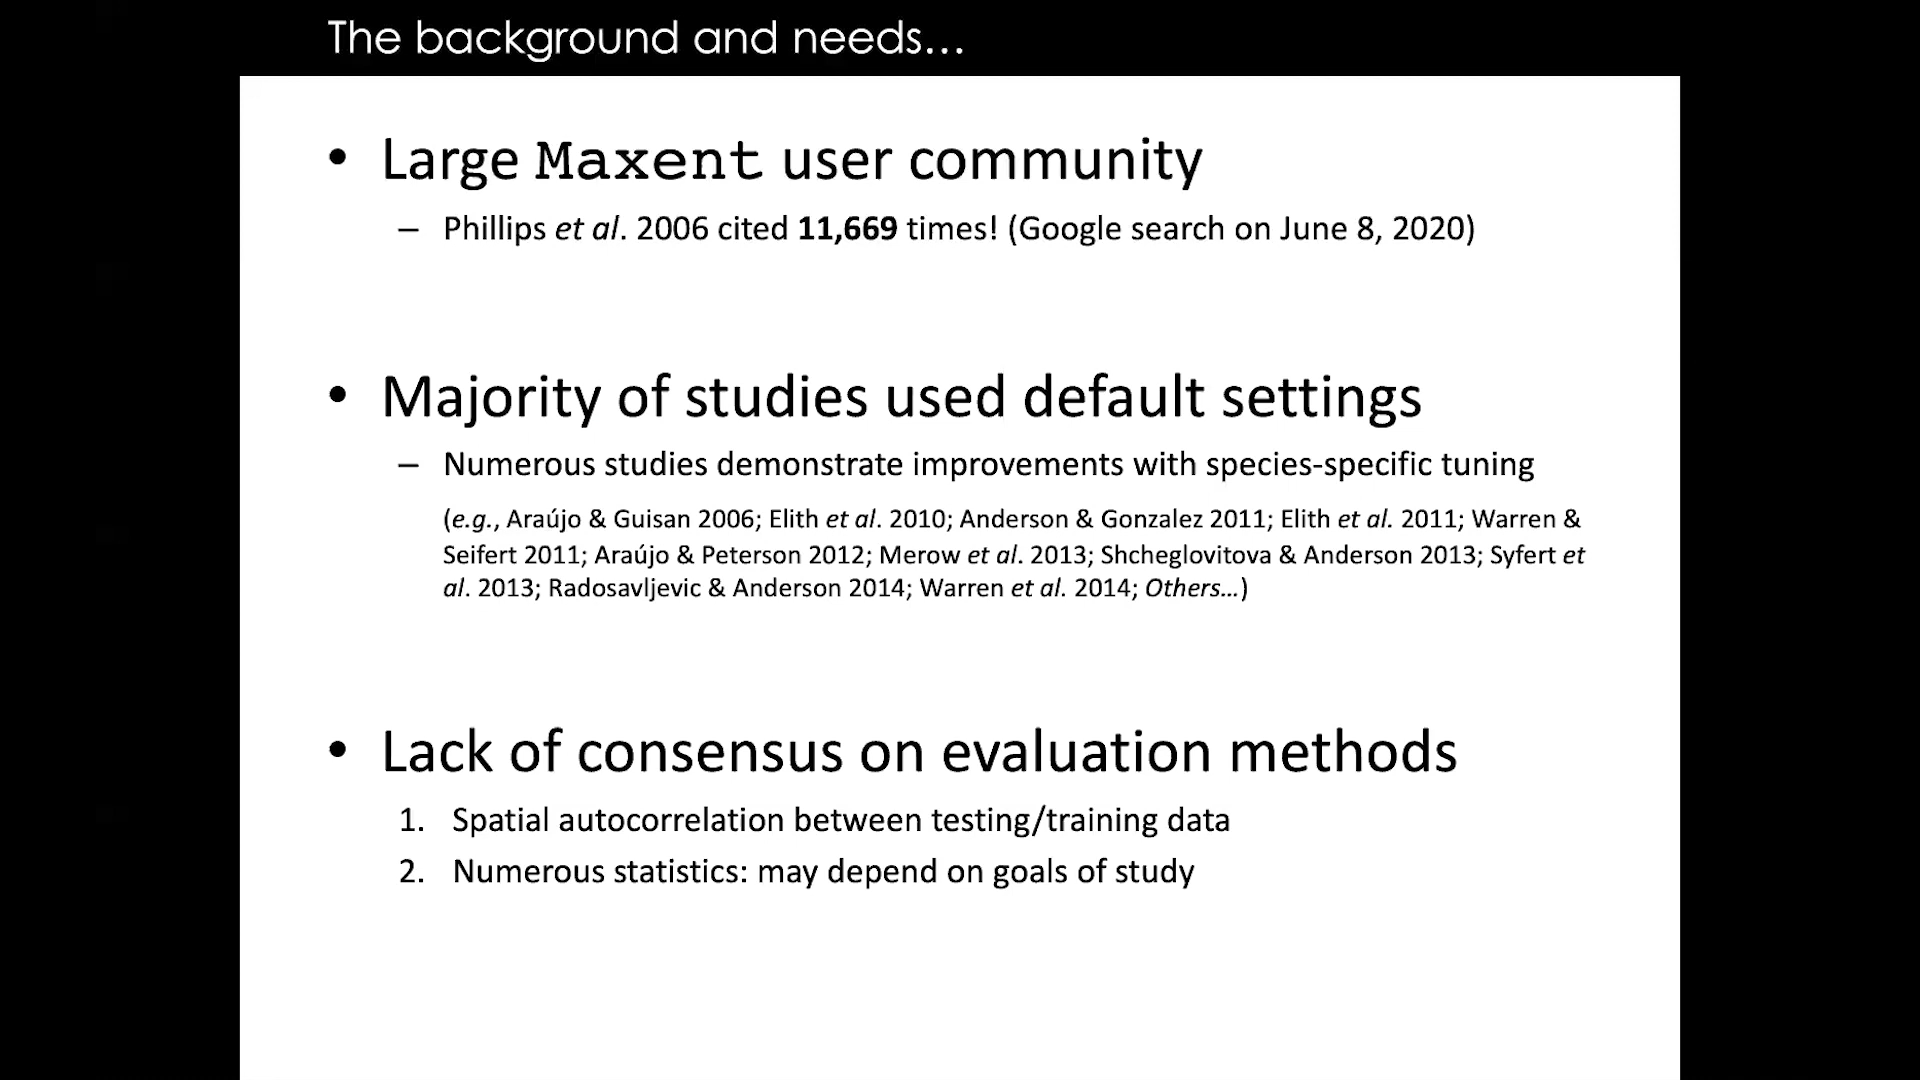 The background and needs...
• Large Maxent user community
– Phillips et al. 2006 cited 11,669 times! (Google search on June 8, 2020)
• Majority of studies used default settings
– Numerous studies demonstrate improvements with species-specific tuning
(e.g., Araújo & Guisan 2006; Elith et al. 2010; Anderson & Gonzalez 2011; Elith et al. 2011; Warren &
Seifert 2011; Araújo & Peterson 2012; Merow et al. 2013; Shcheglovitova & Anderson 2013; Syfert et
al. 2013; Radosavljevic & Anderson 2014; Warren et al. 2014; Others…)
• Lack of consensus on evaluation methods
1. Spatial autocorrelation between testing/training data
2. Numerous statistics: may depend on goals of study